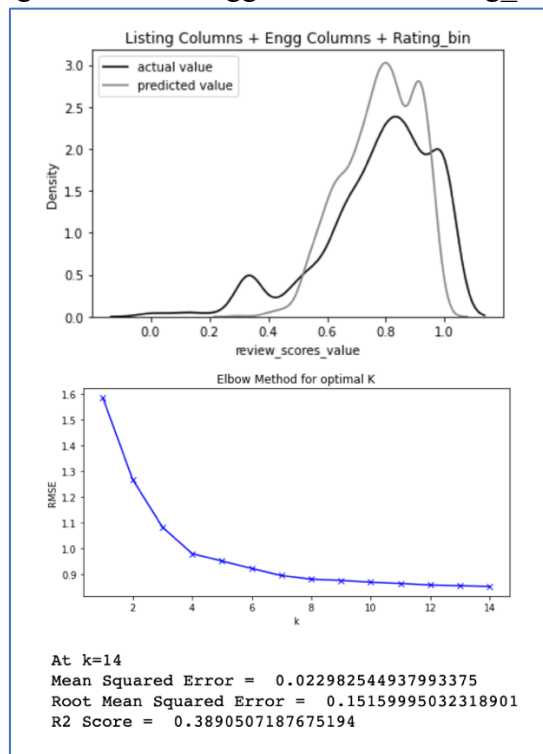 Listing Columns + Engg Columns + Rating_bin
actual value
predicted value
3.0
2.5
2.0
1.5
1.0
0.5
0.0
Density
0.0 0.2 0.4 0.6 0.8 1.0
review_scores_value
Elbow Method for optimal K
1.6
1.5
1.4
1.3
1.2
1.1
1.0
0.9
RMSE
2 4 6 8 10 12 14
k
At k=14
Mean Squared Error = 0.022982544937993375
Root Mean Squared Error = 0.15159995032318901
R2 Score = 0.3890507187675194